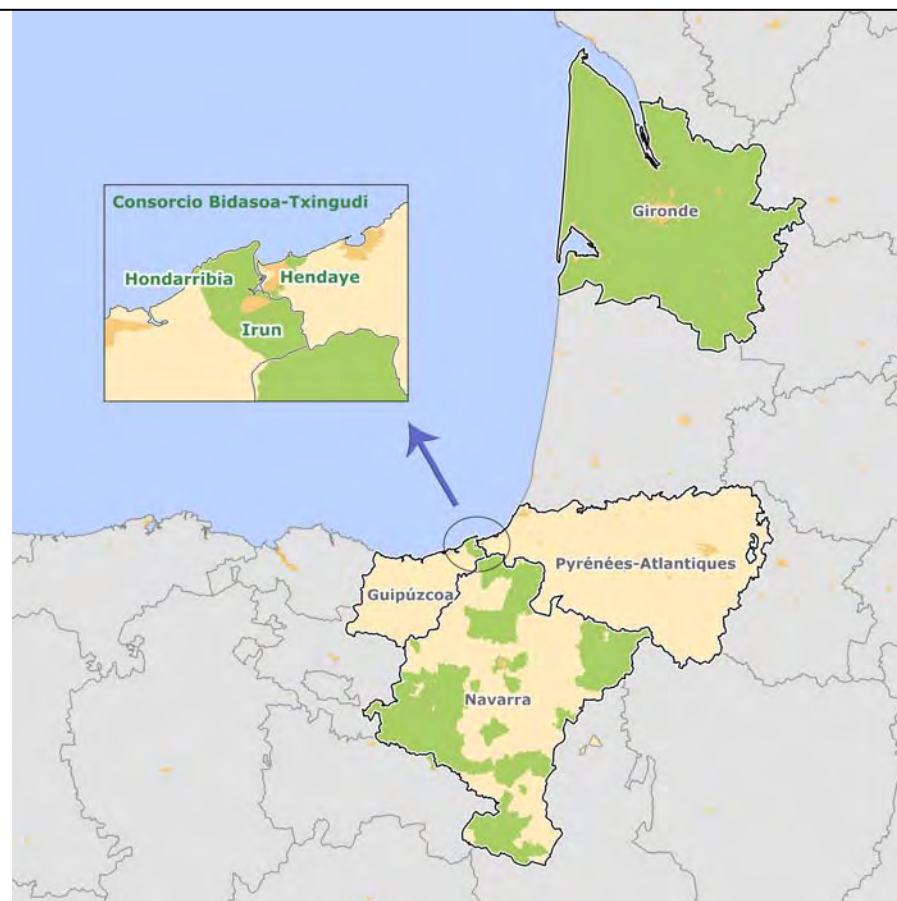 Consorcio Bidasoa-Txingudi
Hondarribia
Hendaye
Irun
Gironde
Pyrénées-Atlantiques
Guipúzcoa
Navarra